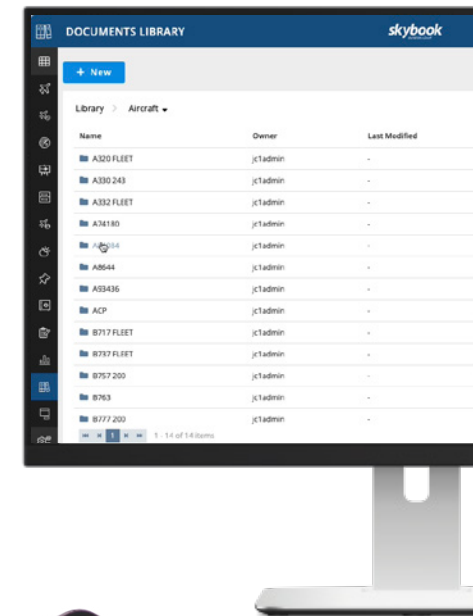 DOCUMENTS LIBRARY
skybook
+ New
Library > Aircraft
Name Owner Last Modified
A320 FLEET jc1admin -
A330 243 jc1admin -
A332 FLEET jc1admin -
A74180 jc1admin -
jc1admin -
A8644 jc1admin -
A93436 jc1admin -
ACP jc1admin -
B717 FLEET jc1admin -
B737 FLEET jc1admin -
B757 200 jc1admin -
B763 jc1admin -
B777 200 jc1admin -
1 1 - 14 of 14 items